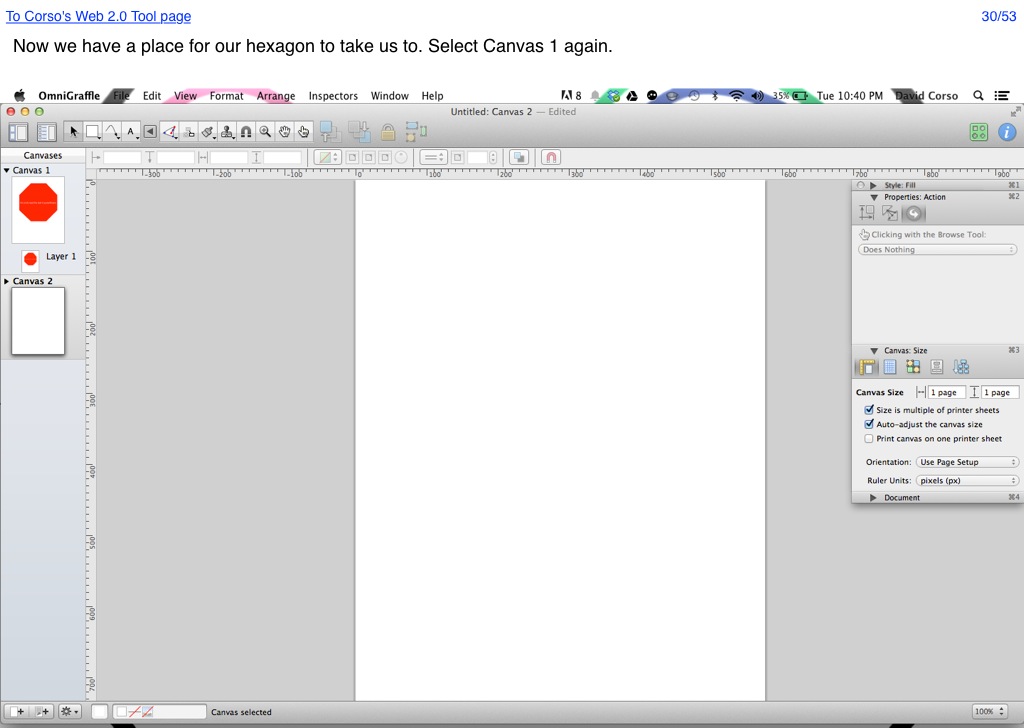 To Corso's Web 2.0 Tool page
30/53
Now we have a place for our hexagon to take us to. Select Canvas 1 again.
OmniGraffle File Edit View Format Arrange Inspectors Window Help
8 35% Tue 10:40 PM David Corso
Untitled: Canvas 2 — Edited
Canvases
Canvas 1
Layer 1
Canvas 2
-300 -200 -100 0 100 200 300 400 500 600 700 800 900
0
100
200
300
400
500
600
700
Style: Fill ⌘1
Properties: Action ⌘2
Clicking with the Browse Tool:
Does Nothing
Canvas: Size ⌘3
Canvas Size 1 page 1 page
Size is multiple of printer sheets
Auto-adjust the canvas size
Print canvas on one printer sheet
Orientation: Use Page Setup
Ruler Units: pixels (px)
Document ⌘4
Canvas selected
100%